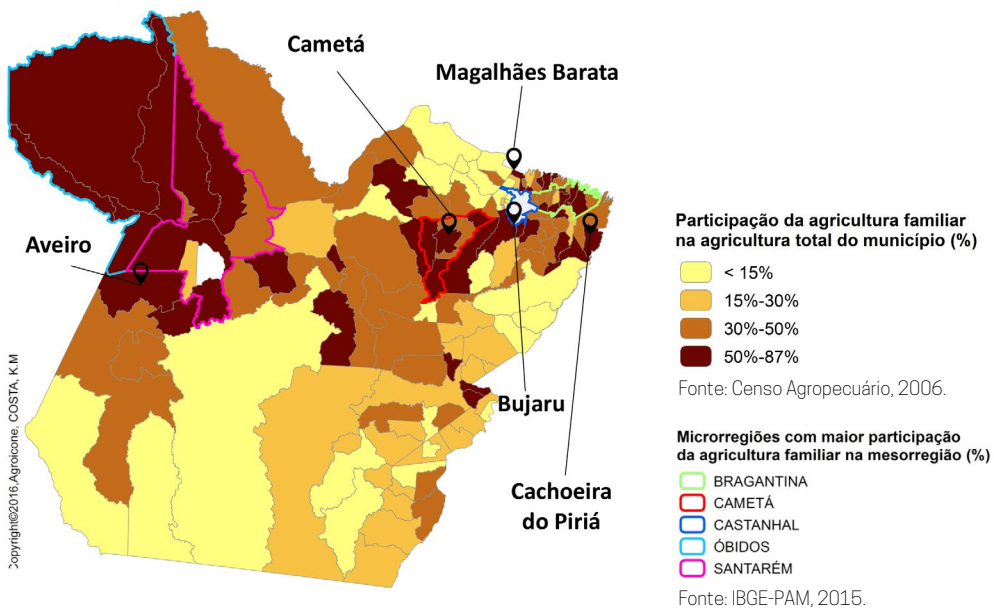 Cametá
Magalhães Barata
Aveiro
Bujaru
Cachoeira
do Piriá
Copyright©2016,Agroicone, COSTA, K.M
Participação da agricultura familiar
na agricultura total do município (%)
< 15%
15%-30%
30%-50%
50%-87%
Fonte: Censo Agropecuário, 2006.
Microrregiões com maior participação
da agricultura familiar na mesorregião (%)
BRAGANTINA
CAMETÁ
CASTANHAL
ÓBIDOS
SANTARÉM
Fonte: IBGE-PAM, 2015.